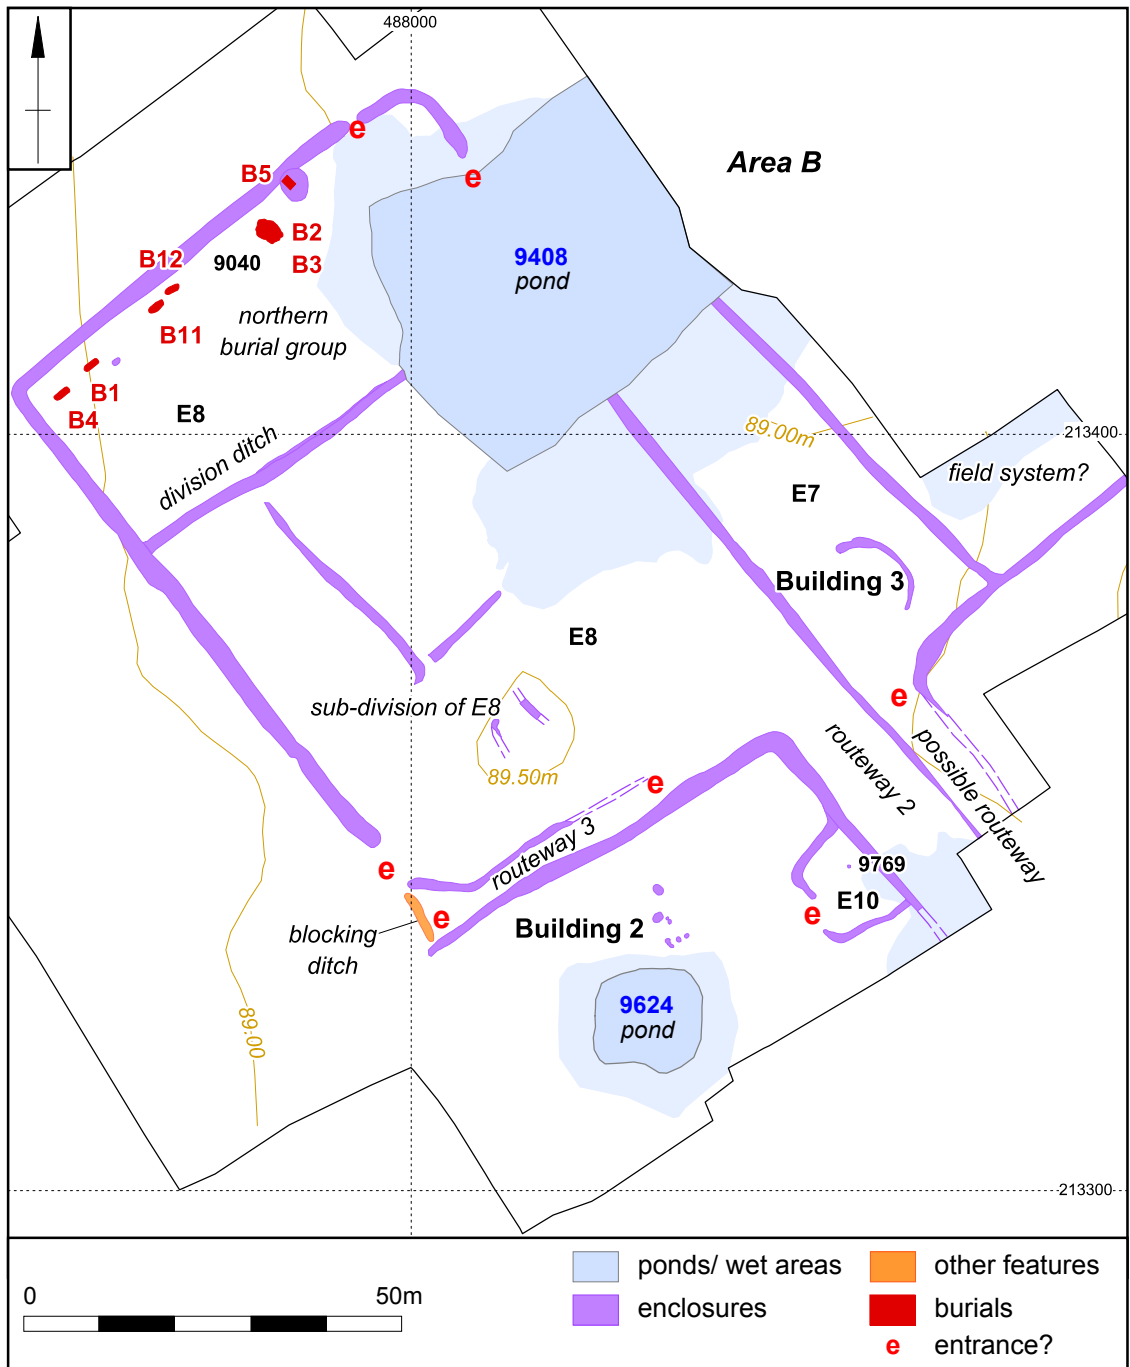 488000
e
Area B
B5
e
B2
B12
9040
B3
9408
pond
northern
burial group
B11
B1
B4
E8
89.00m
213400
division ditch
field system?
E7
Building 3
E8
e
sub-division of E8
routeway 2
possible routeway
89.50m
e
routeway 3
e
9769
E10
e
e
Building 2
blocking
ditch
9624
pond
89.00
213300
ponds/ wet areas
other features
0
50m
enclosures
burials
e
entrance?